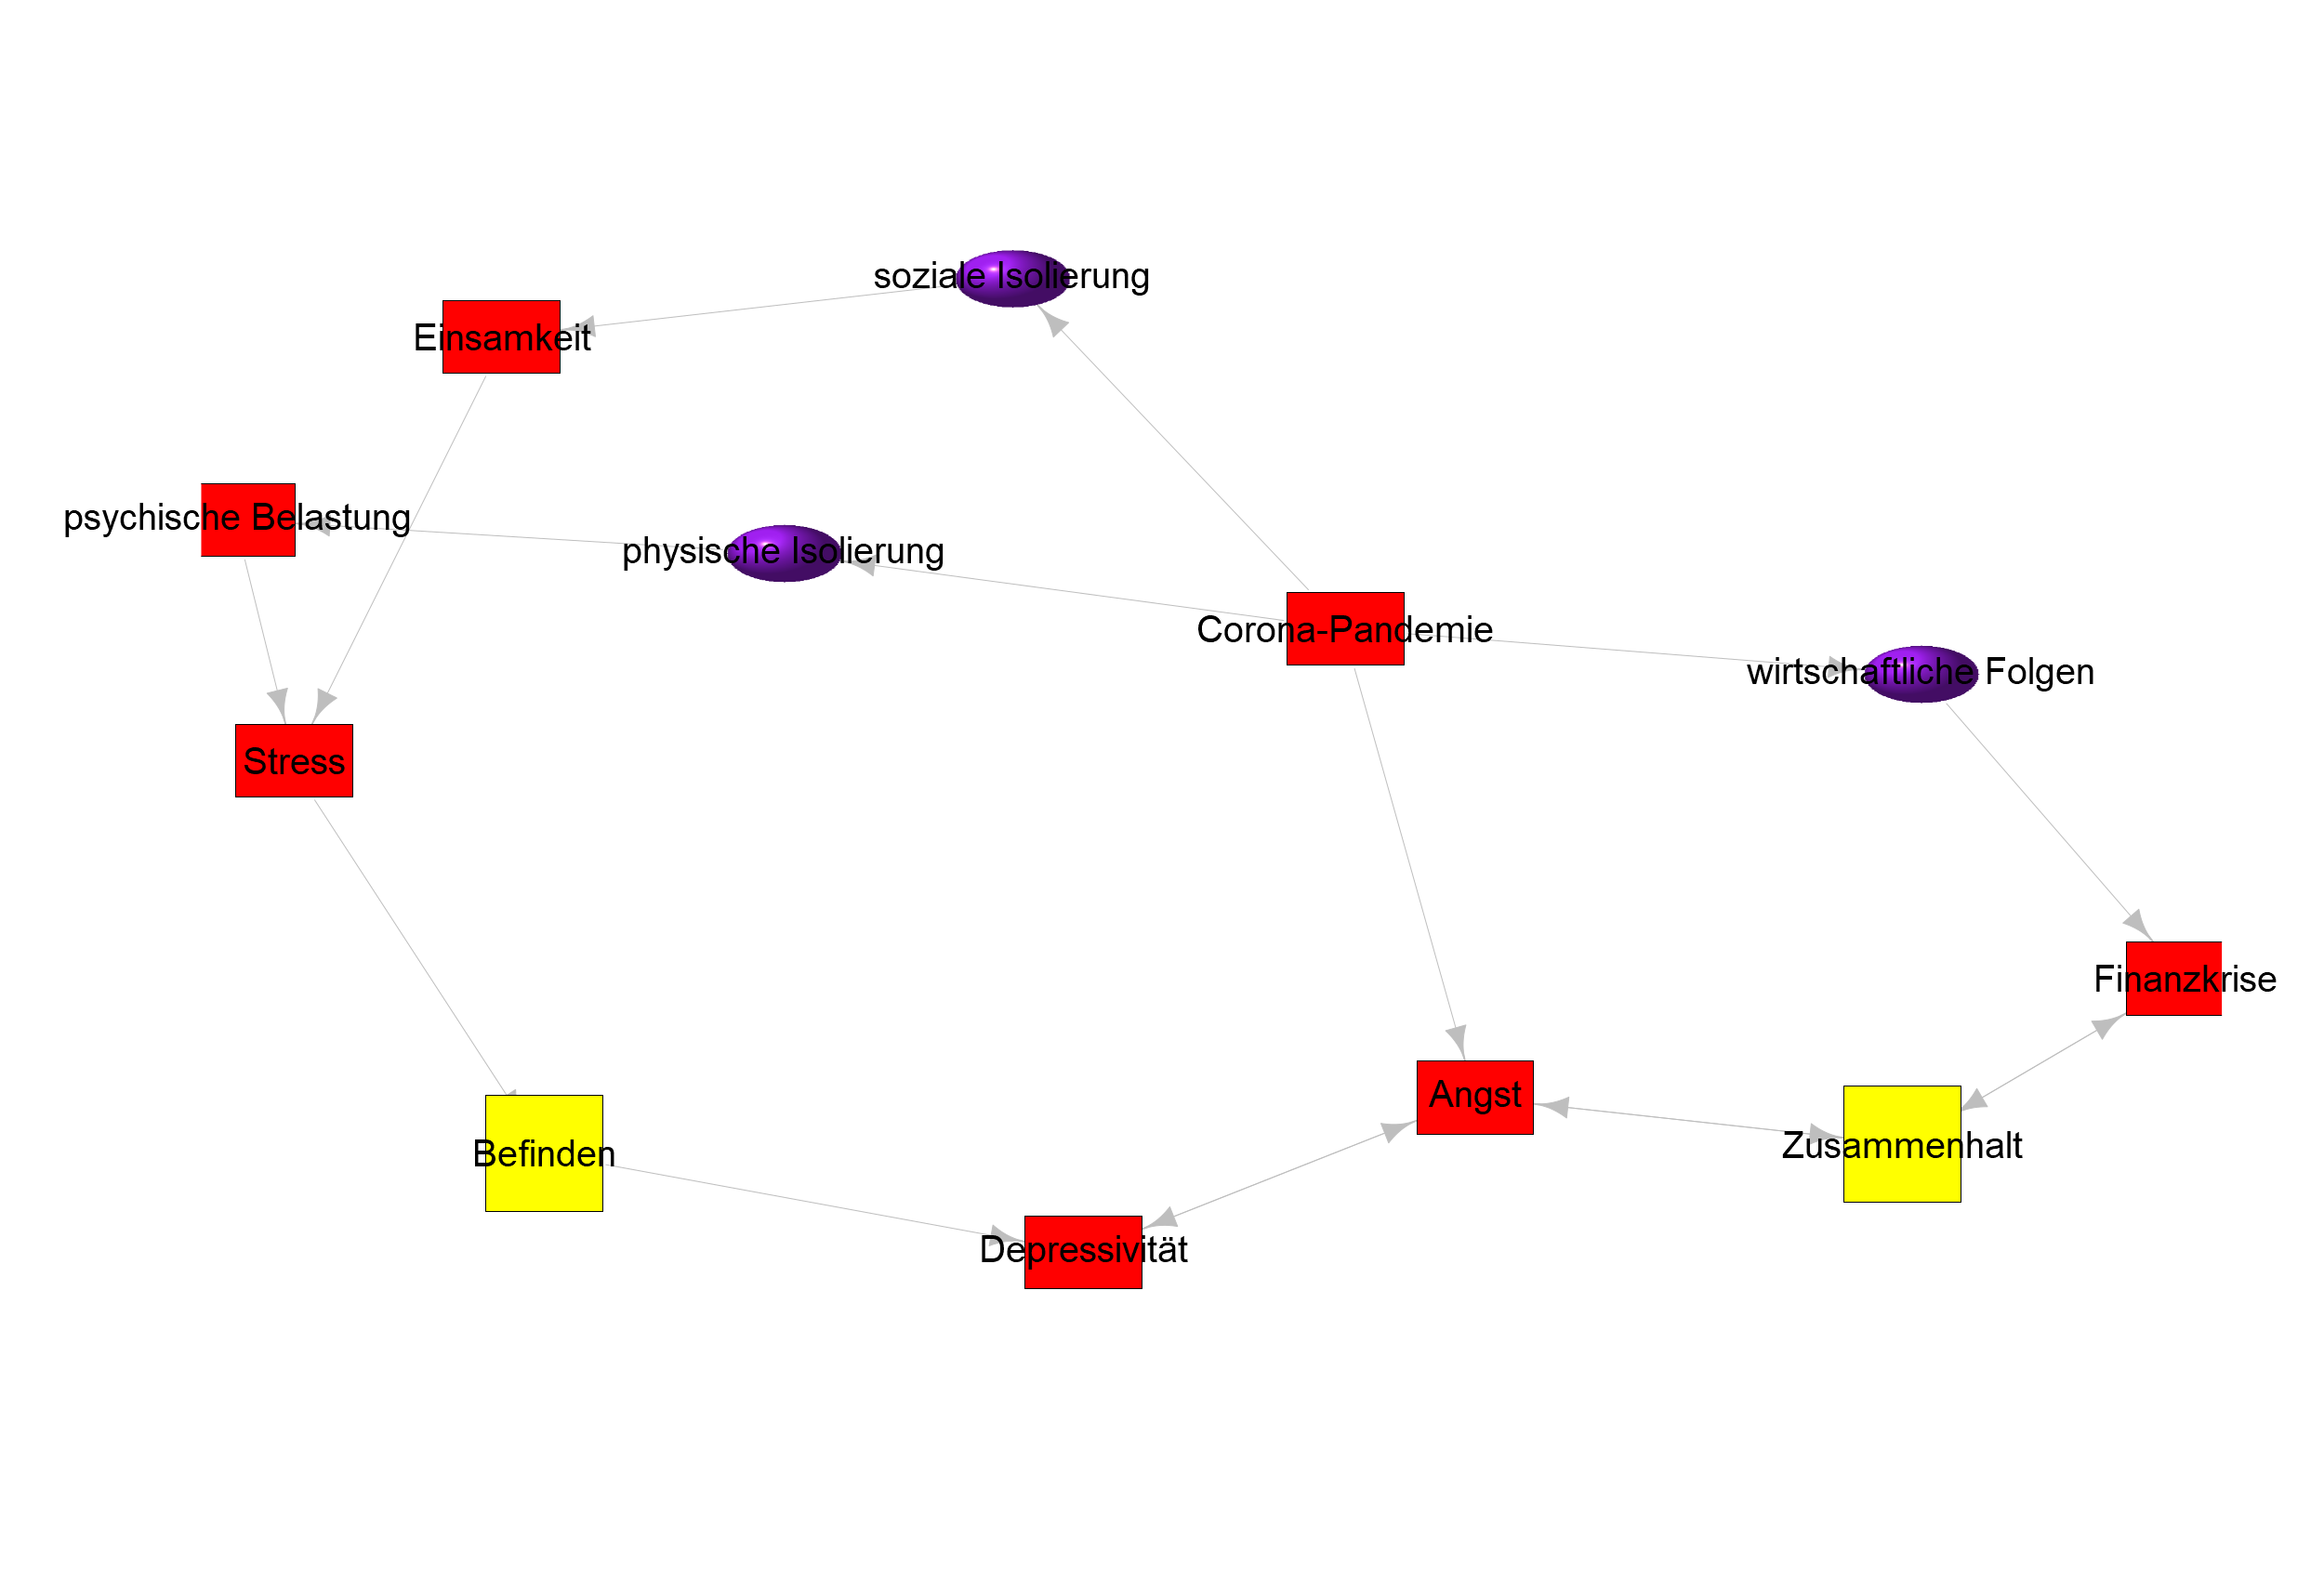 soziale Isolierung
Einsamkeit
psychische Belastung
physische Isolierung
Corona-Pandemie
wirtschaftliche Folgen
Stress
Finanzkrise
Angst
Zusammenhalt
Befinden
Depressivität